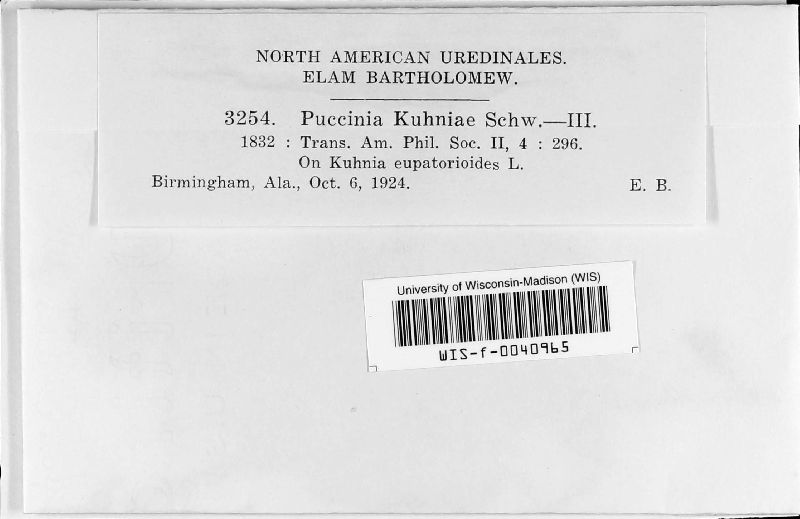 NORTH AMERICAN UREDINALES.
ELAM BARTHOLOMEW.
3254. Puccinia Kuhniae Schw.—III.
1832 : Trans. Am. Phil. Soc. II, 4 : 296.
On Kuhnia eupatorioides L.
Birmingham, Ala., Oct. 6, 1924. E. B.
University of Wisconsin-Madison (WIS)
WIS-f-0040965